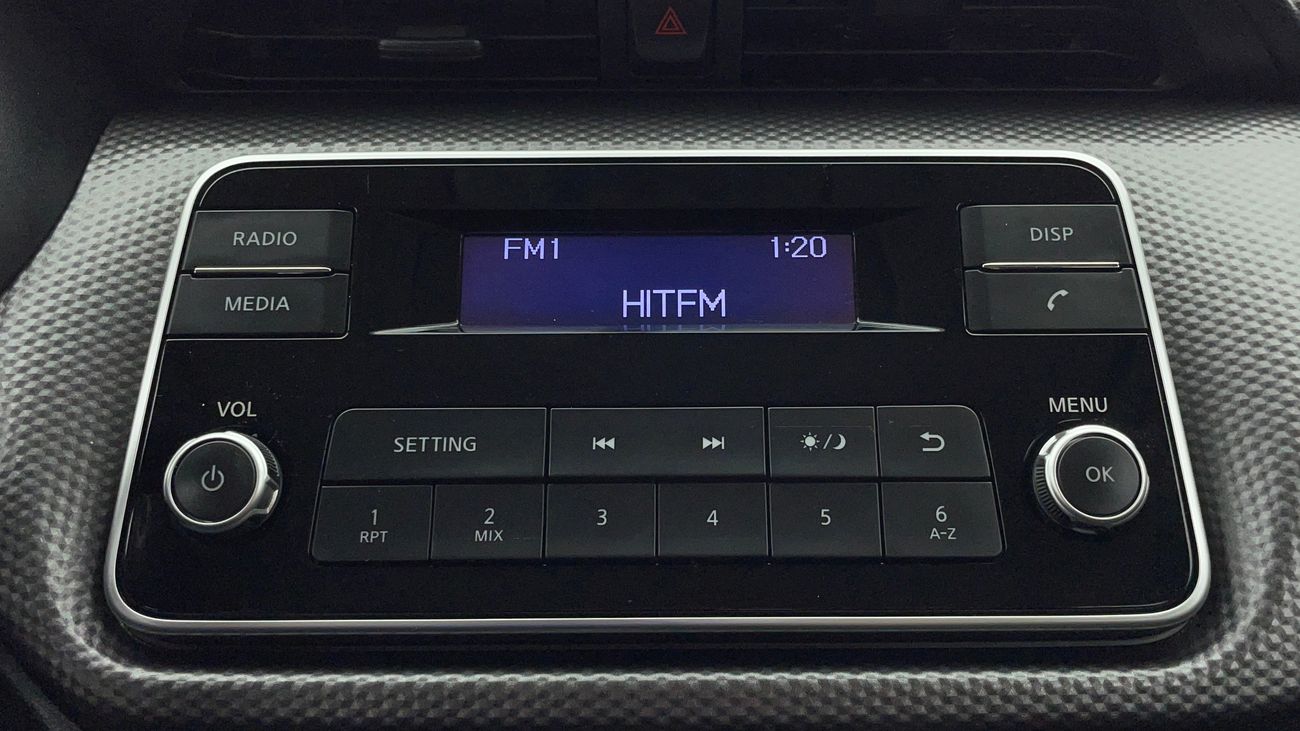 FM1 1:20
HITFM
RADIO
MEDIA
DISP
VOL
MENU
SETTING
OK
1 2 3 4 5 6
RPT MIX A-Z